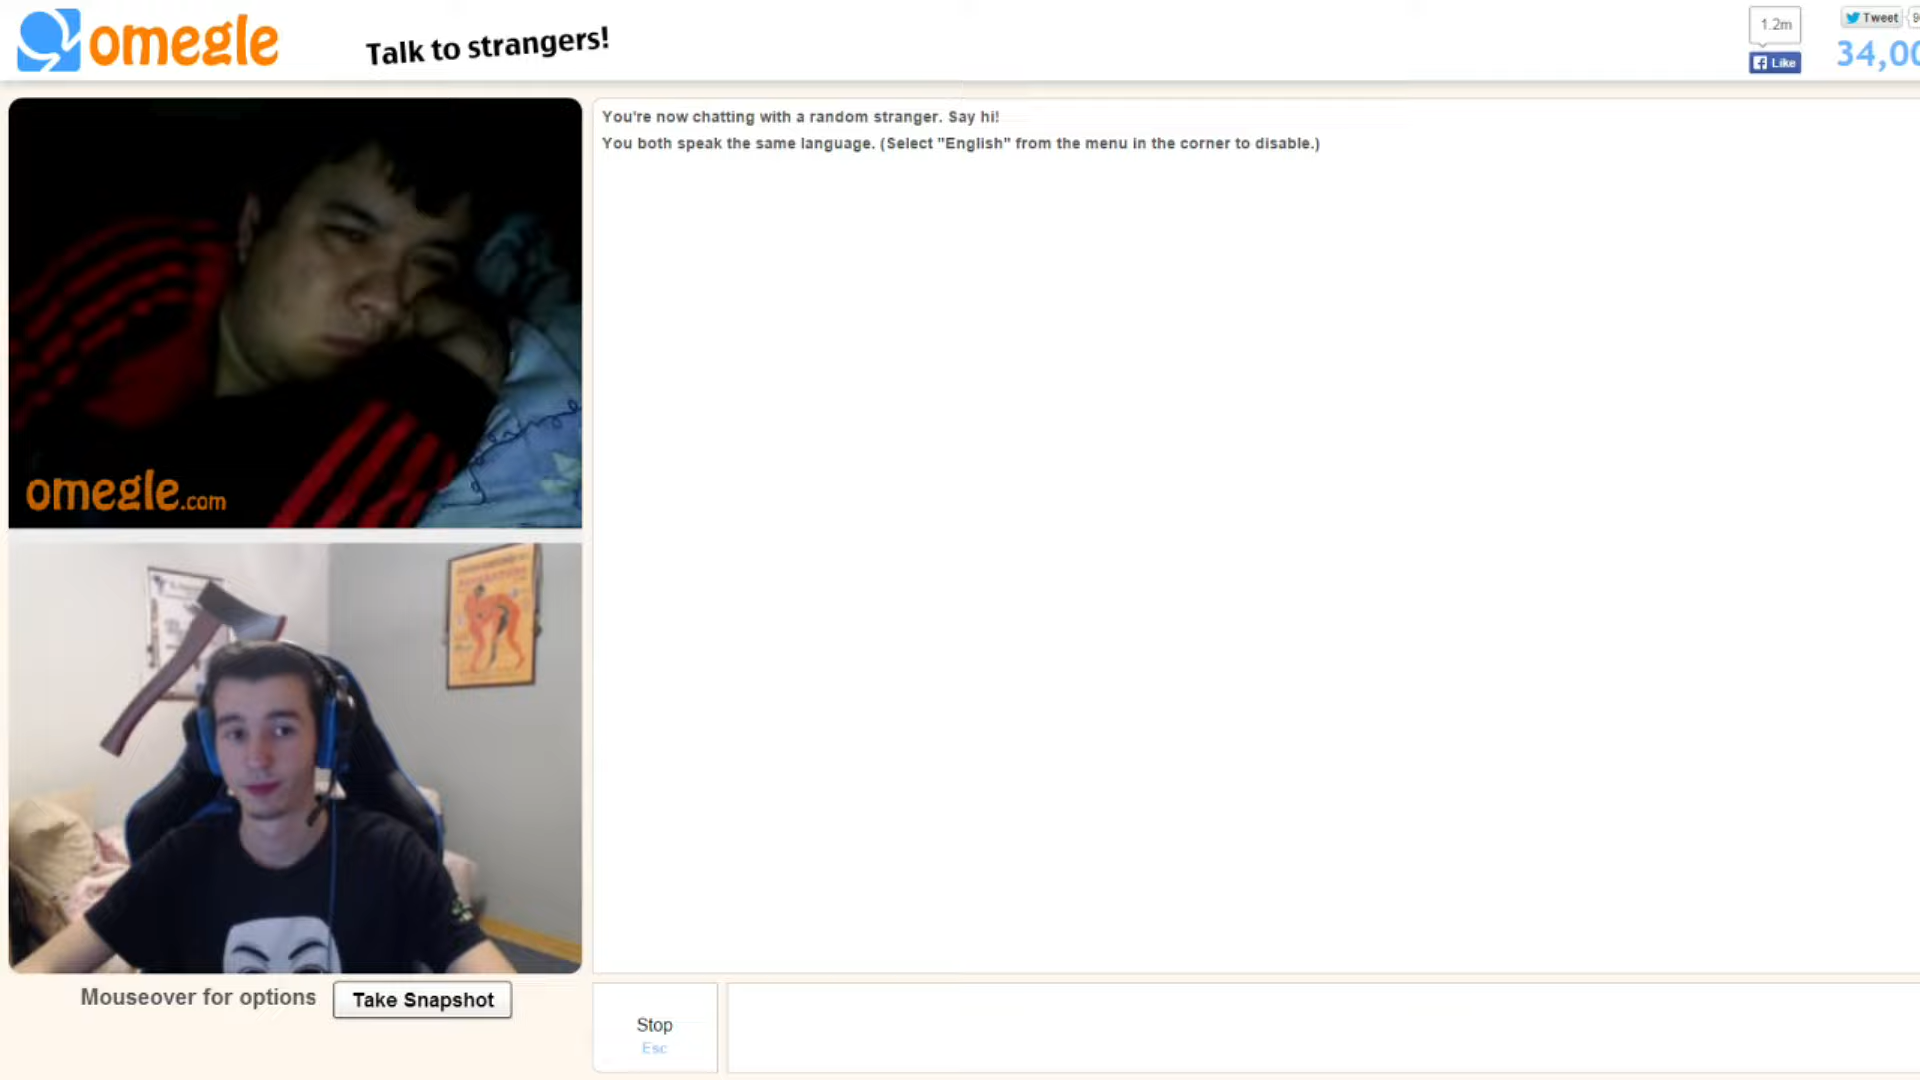 omegle
Talk to strangers!
1.2m
Tweet
Like
34,00
You're now chatting with a random stranger. Say hi!
You both speak the same language. (Select "English" from the menu in the corner to disable.)
omegle.com
Mouseover for options
Take Snapshot
Stop
Esc